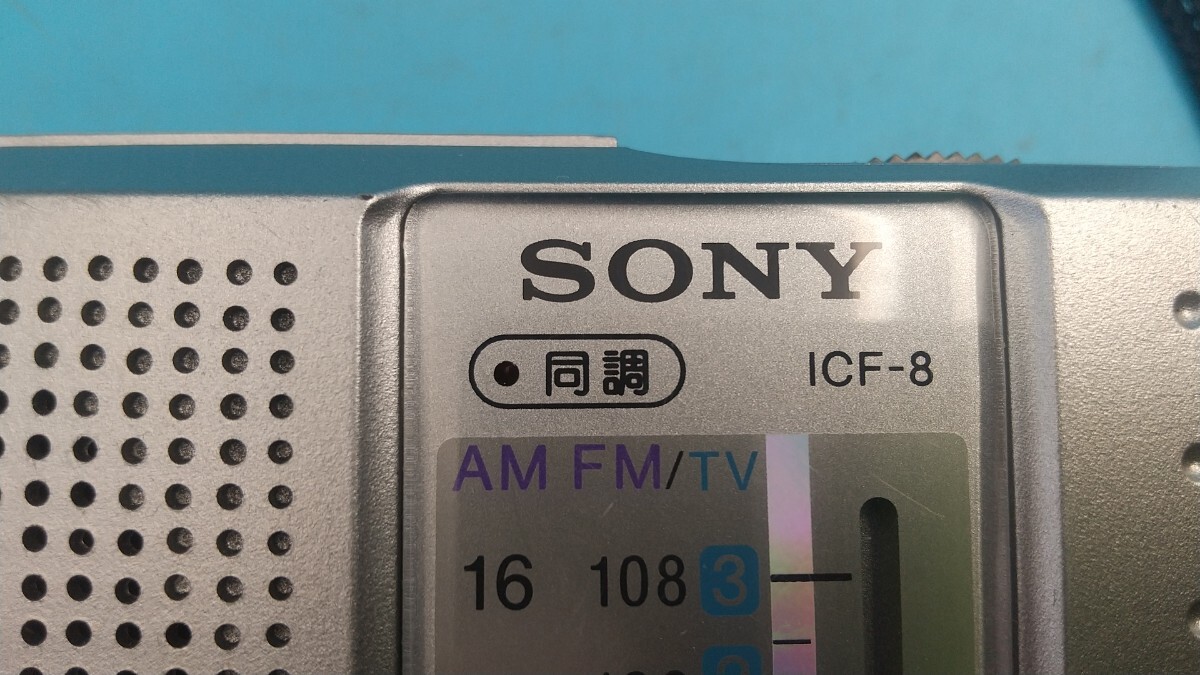 SONY
同調 ICF-8
AM FM/TV
16 108 3